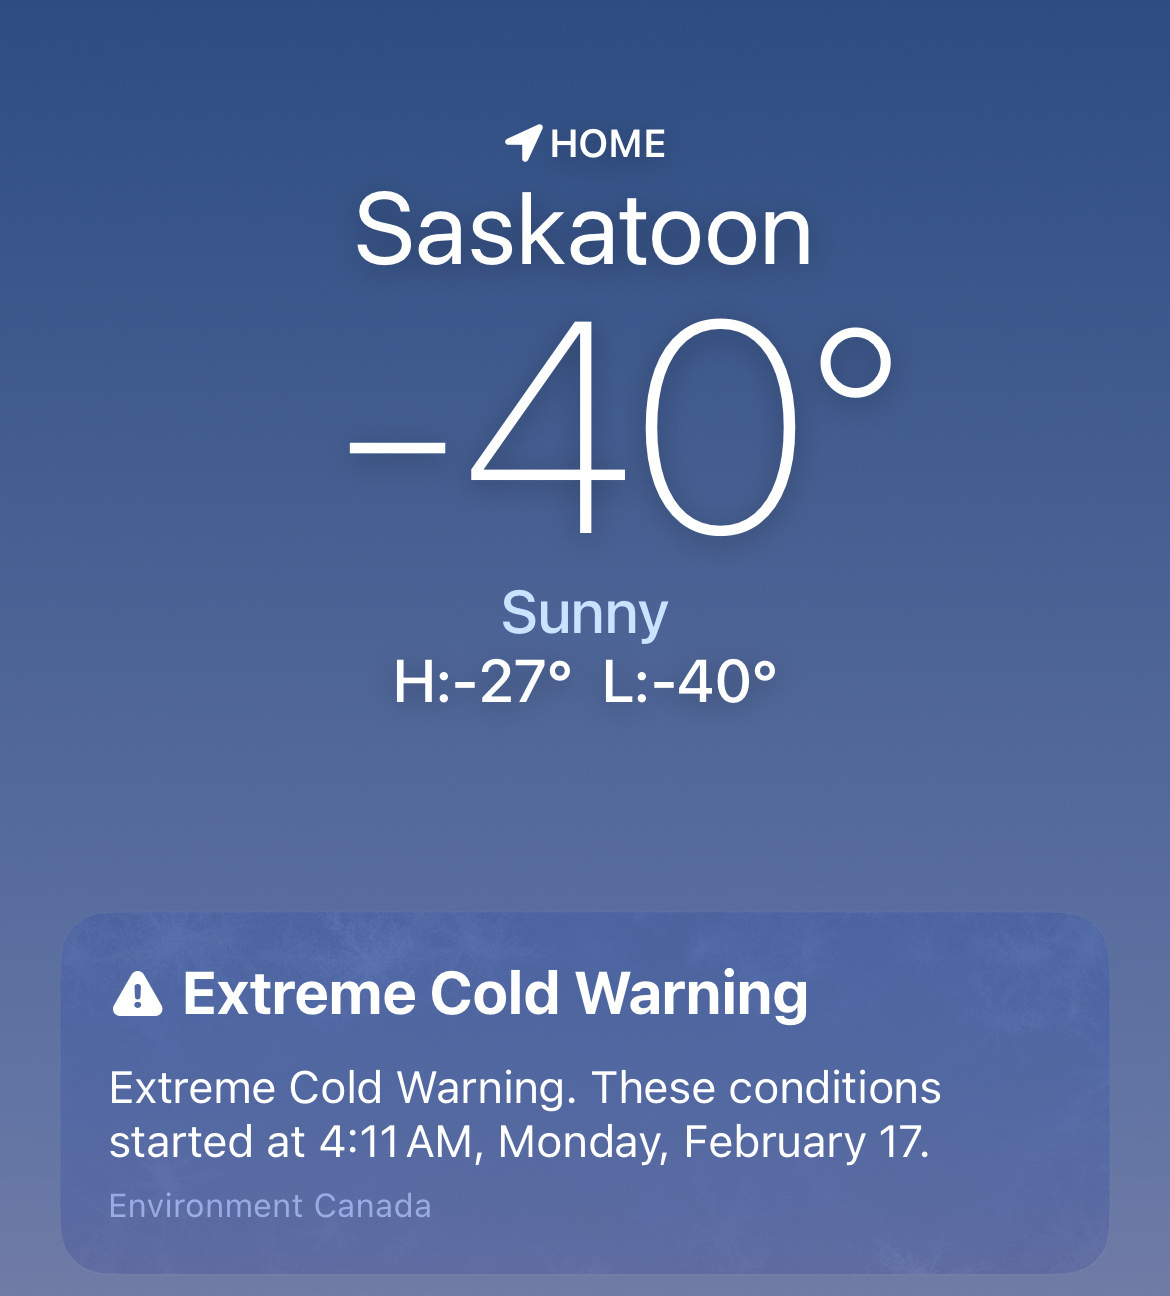 HOME
Saskatoon
-40°
Sunny
H:-27° L:-40°
Extreme Cold Warning
Extreme Cold Warning. These conditions
started at 4:11 AM, Monday, February 17.
Environment Canada